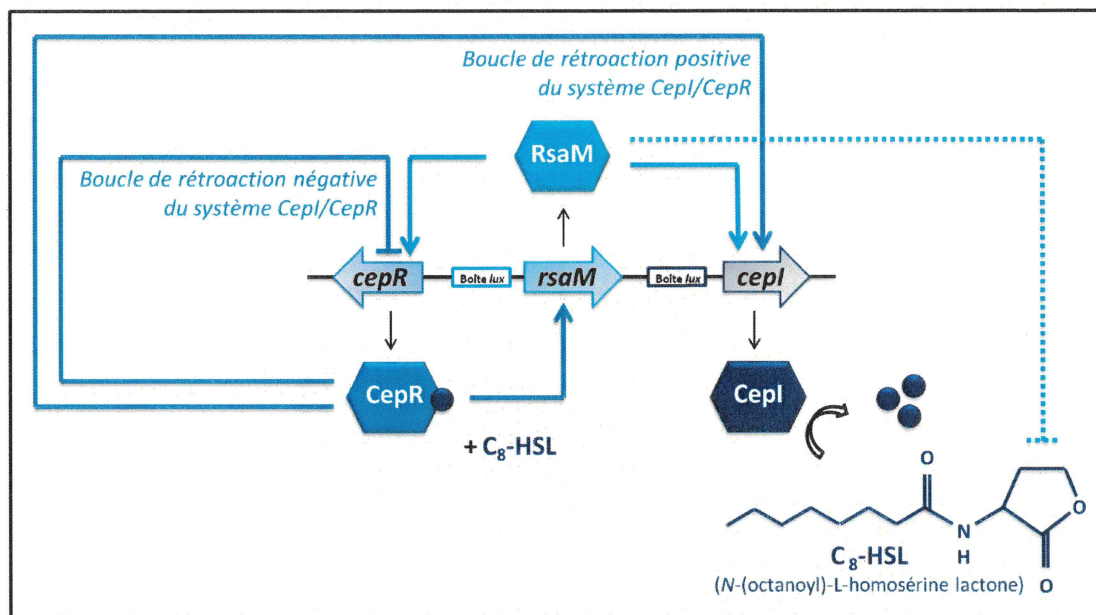 Boucle de rétroaction positive
du système CepI/CepR
RsaM
Boucle de rétroaction négative
du système CepI/CepR
cepR
Boîte lux
rsaM
Boîte lux
cepI
CepR
CepI
+ C₈-HSL
O
O
N
H
O
C₈-HSL
(N-(octanoyl)-L-homosérine lactone)